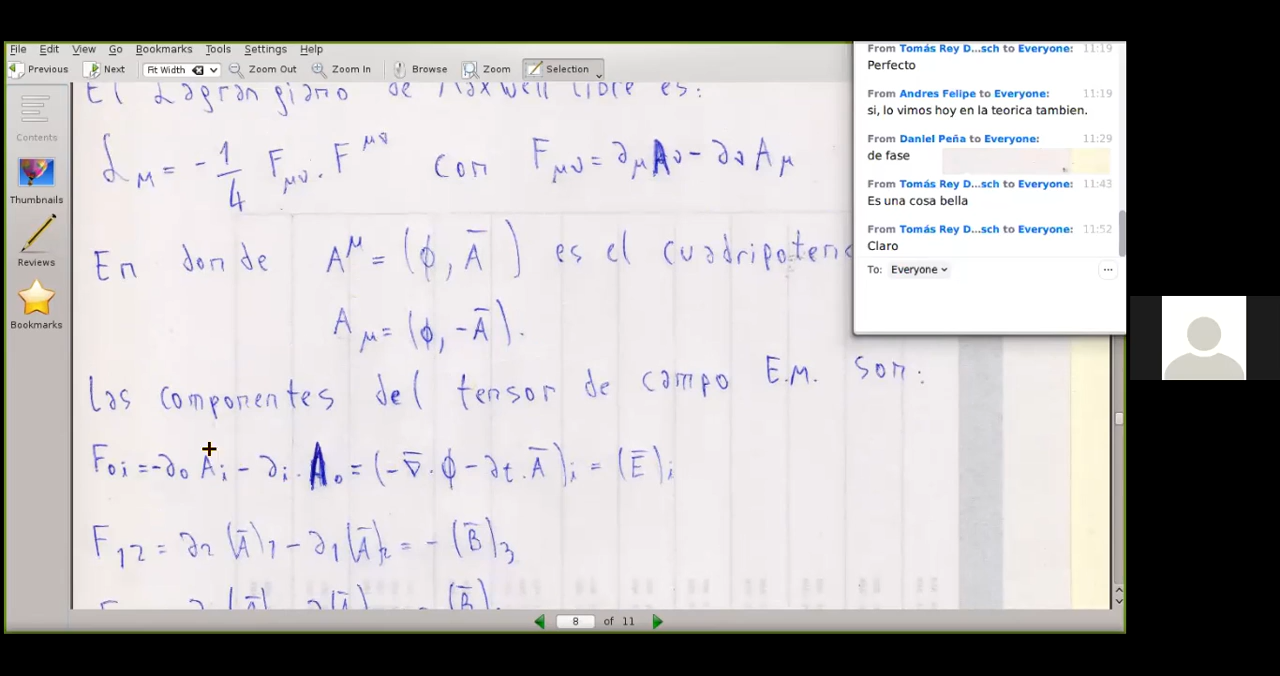 File Edit View Go Bookmarks Tools Settings Help
Previous Next Fit Width Zoom Out Zoom In Browse Zoom Selection
Contents
Thumbnails
Reviews
Bookmarks
El Lagrangiano de Maxwell libre es:
ℒ_M = -1/4 F_μν . F^μν con F_μν = ∂_μ A_ν - ∂_ν A_μ
En donde A^μ = (ϕ, Ā) es el cuadripotenc
A_μ = (ϕ, -Ā).
Las componentes del tensor de campo E.M. son:
F_0i = -∂_0 A_i - ∂_i . A_0 = (-∇̄ . ϕ - ∂t . Ā)_i = (Ē)_i
F_12 = ∂_2 (Ā)_1 - ∂_1 (Ā)_2 = - (B̄)_3
From Tomás Rey D...sch to Everyone: 11:19
Perfecto
From Andres Felipe to Everyone: 11:19
si, lo vimos hoy en la teorica tambien.
From Daniel Peña to Everyone: 11:29
de fase
From Tomás Rey D...sch to Everyone: 11:43
Es una cosa bella
From Tomás Rey D...sch to Everyone: 11:52
Claro
To: Everyone
8 of 11